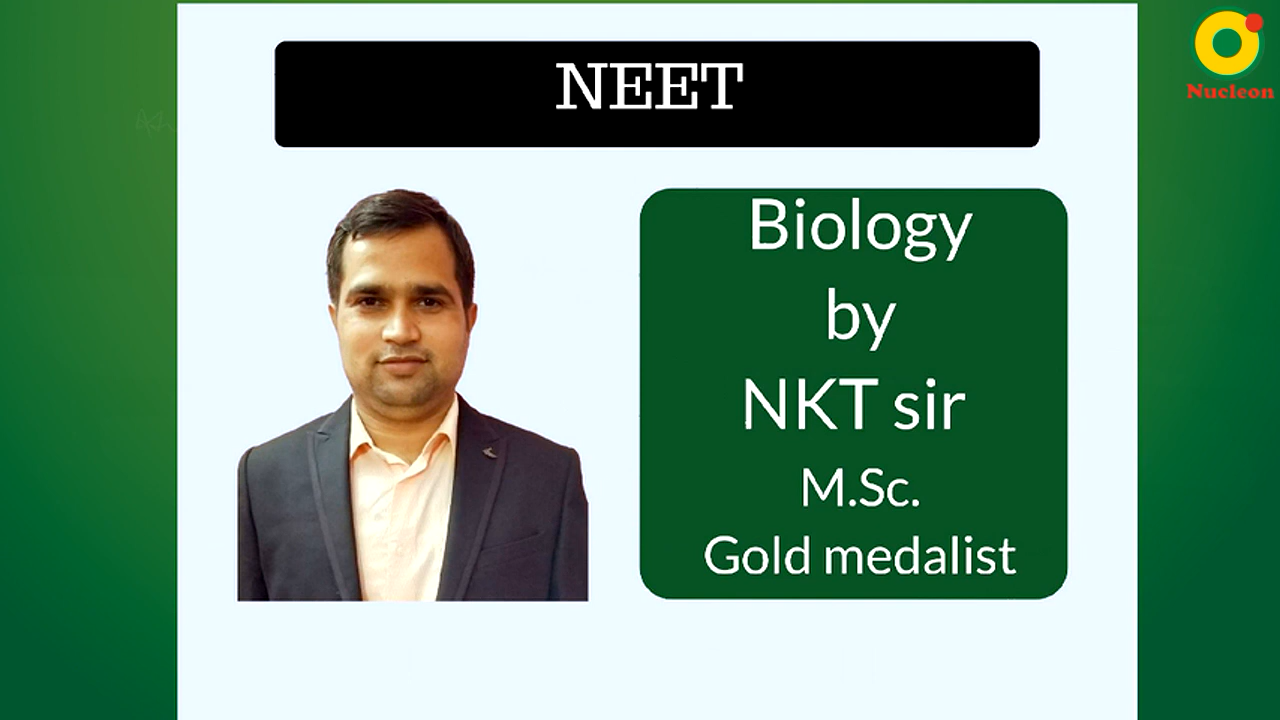 NEET
Nucleon
Biology
by
NKT sir
M.Sc.
Gold medalist